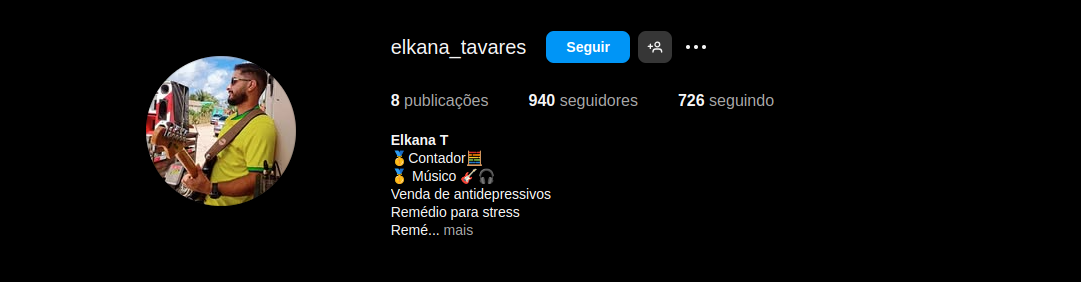 elkana_tavares Seguir
8 publicações 940 seguidores 726 seguindo
Elkana T
🥇Contador🧮
🥇 Músico 🎸🎧
Venda de antidepressivos
Remédio para stress
Remé... mais